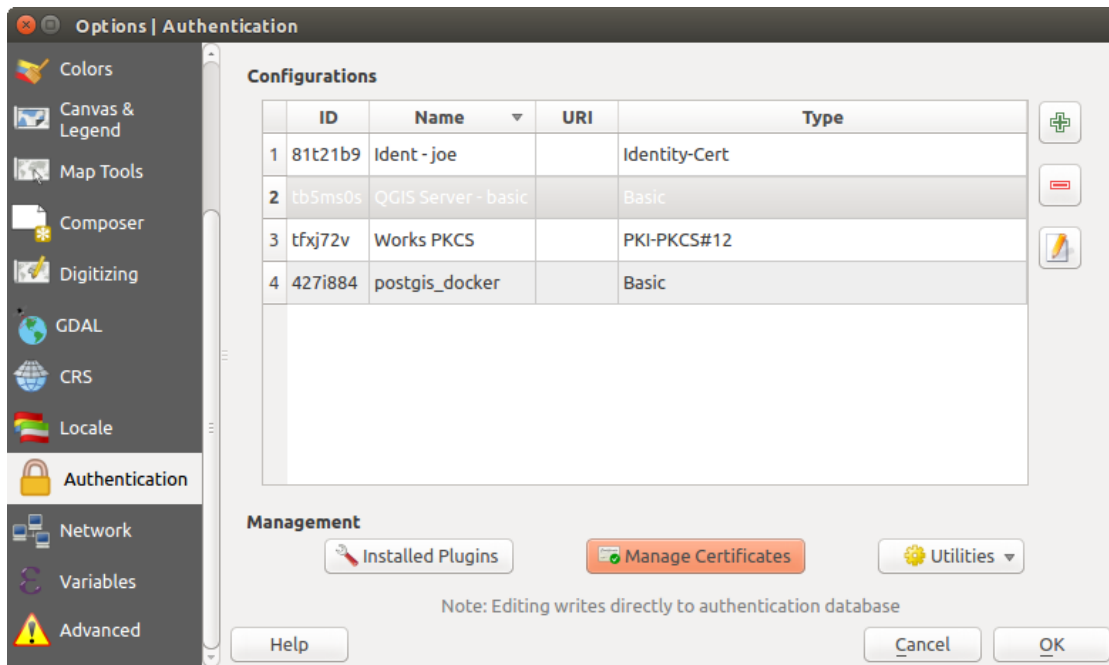 Options | Authentication
Colors
Canvas &
Legend
Map Tools
Composer
Digitizing
GDAL
CRS
Locale
Authentication
Network
Variables
Advanced
Configurations
ID Name URI Type
1 81t21b9 Ident - joe Identity-Cert
2 tb5ms0s QGIS Server - basic Basic
3 tfxj72v Works PKCS PKI-PKCS#12
4 427i884 postgis_docker Basic
Management
Installed Plugins Manage Certificates Utilities
Note: Editing writes directly to authentication database
Help Cancel OK